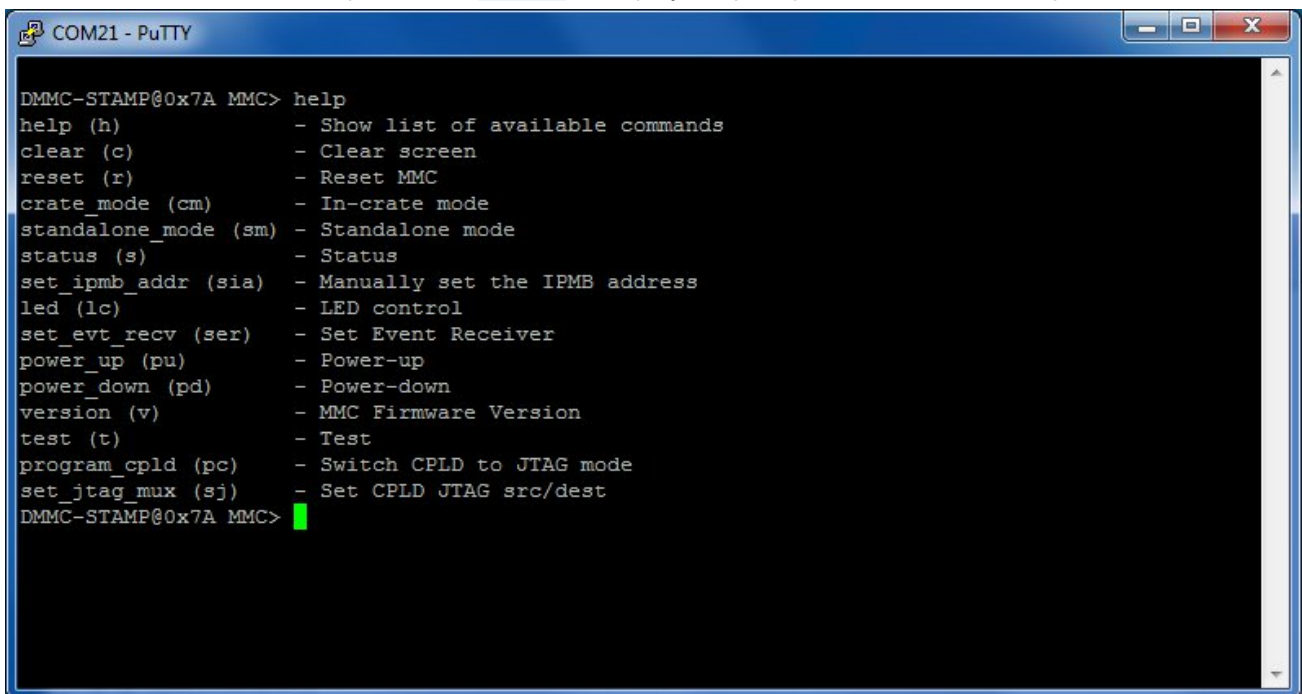 COM21 - PuTTY
DMMC-STAMP@0x7A MMC> help
help (h) - Show list of available commands
clear (c) - Clear screen
reset (r) - Reset MMC
crate_mode (cm) - In-crate mode
standalone_mode (sm) - Standalone mode
status (s) - Status
set_ipmb_addr (sia) - Manually set the IPMB address
led (lc) - LED control
set_evt_recv (ser) - Set Event Receiver
power_up (pu) - Power-up
power_down (pd) - Power-down
version (v) - MMC Firmware Version
test (t) - Test
program_cpld (pc) - Switch CPLD to JTAG mode
set_jtag_mux (sj) - Set CPLD JTAG src/dest
DMMC-STAMP@0x7A MMC>